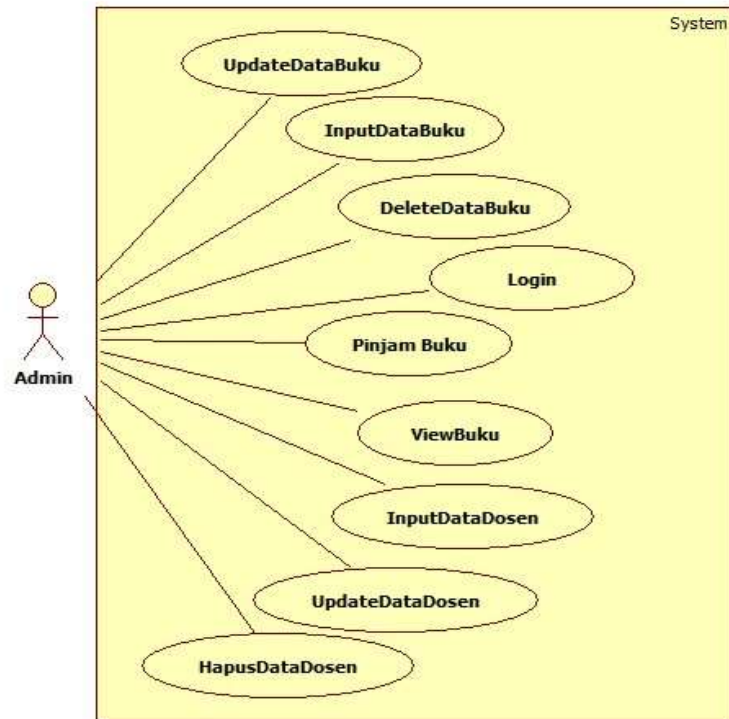 System
UpdateDataBuku
InputDataBuku
DeleteDataBuku
Login
Pinjam Buku
Admin
ViewBuku
InputDataDosen
UpdateDataDosen
HapusDataDosen